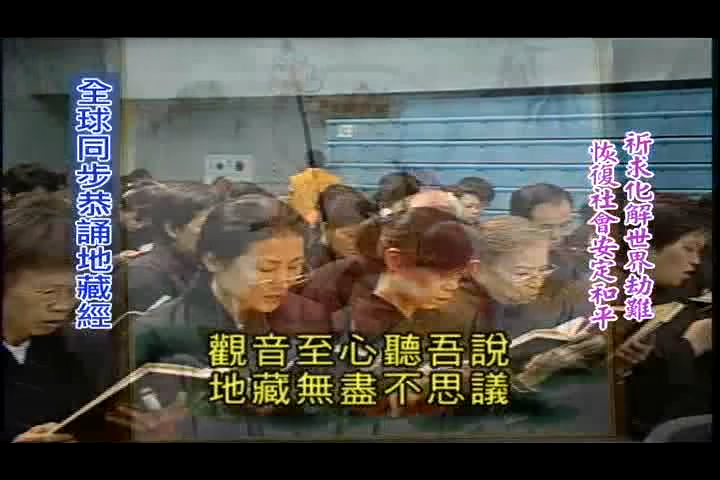 全球同步恭誦地藏經
祈求化解世界劫難
恢復社會安定和平
觀音至心聽吾說
地藏無盡不思議